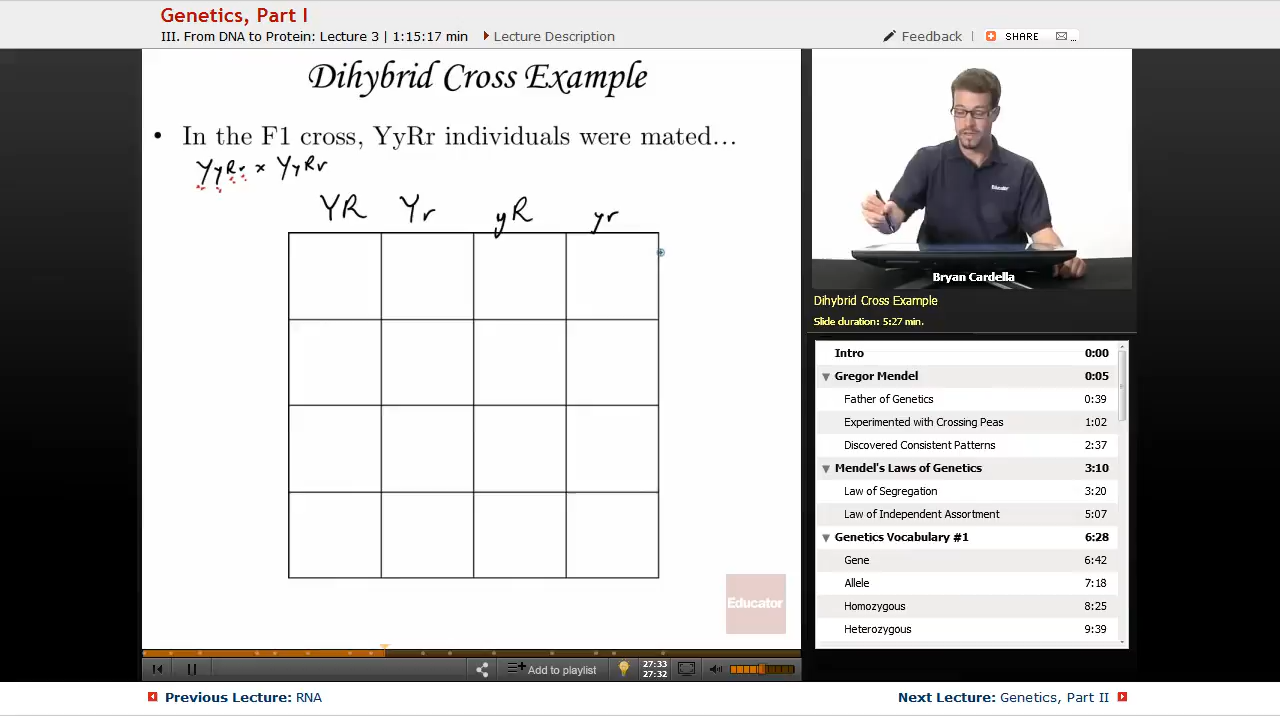 Genetics, Part I
III. From DNA to Protein: Lecture 3 | 1:15:17 min Lecture Description
Feedback | SHARE
Dihybrid Cross Example
• In the F1 cross, YyRr individuals were mated…
YyRr × YyRr
YR Yr yR yr
Educator
Bryan Cardella
Dihybrid Cross Example
Slide duration: 5:27 min.
Intro 0:00
Gregor Mendel 0:05
Father of Genetics 0:39
Experimented with Crossing Peas 1:02
Discovered Consistent Patterns 2:37
Mendel's Laws of Genetics 3:10
Law of Segregation 3:20
Law of Independent Assortment 5:07
Genetics Vocabulary #1 6:28
Gene 6:42
Allele 7:18
Homozygous 8:25
Heterozygous 9:39
Add to playlist
27:33
27:32
Previous Lecture: RNA
Next Lecture: Genetics, Part II